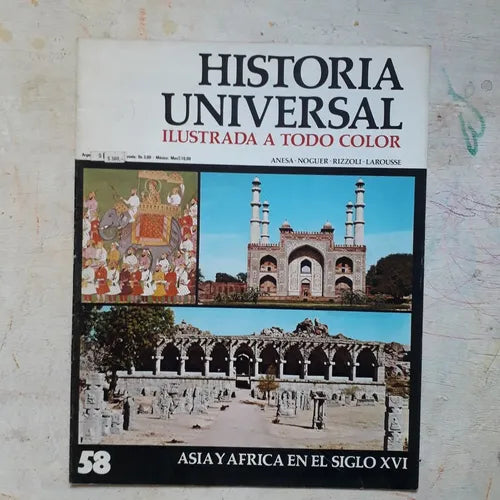 HISTORIA
UNIVERSAL
ILUSTRADA A TODO COLOR
ANESA · NOGUER · RIZZOLI · LAROUSSE
58
ASIA Y AFRICA EN EL SIGLO XVI